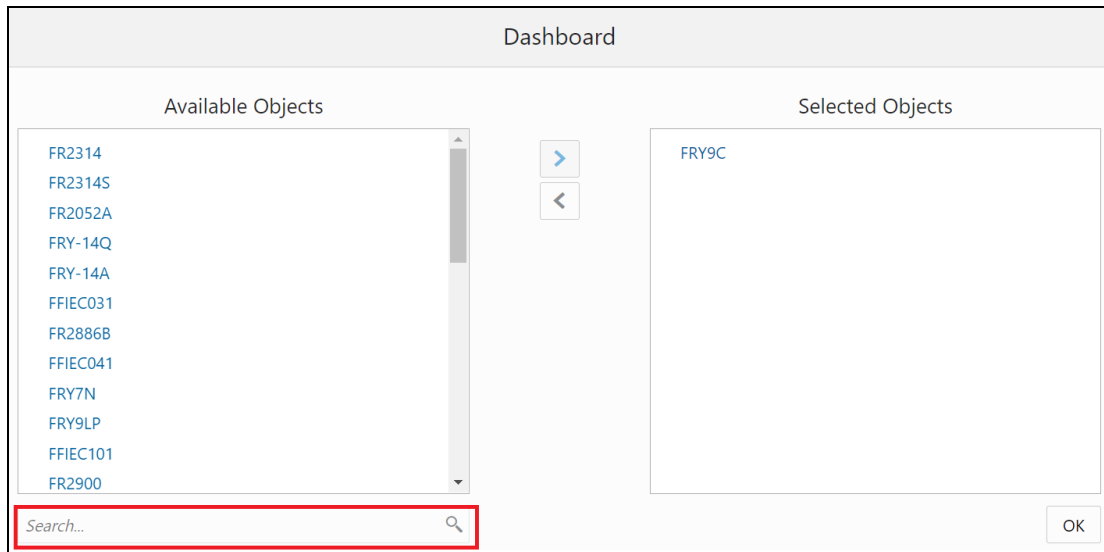 Dashboard
Available Objects
FR2314
FR2314S
FR2052A
FRY-14Q
FRY-14A
FFIEC031
FR2886B
FFIEC041
FRY7N
FRY9LP
FFIEC101
FR2900
Search...
Selected Objects
FRY9C
OK